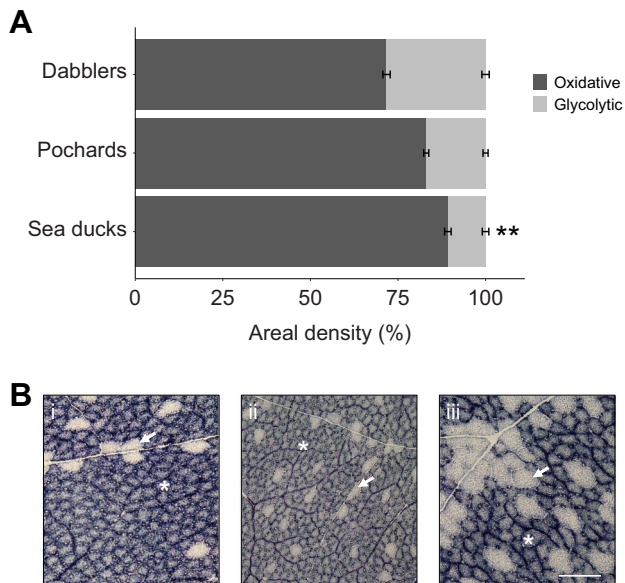 A
Dabblers
Pochards
Sea ducks
**
0 25 50 75 100
Areal density (%)
Oxidative
Glycolytic
B
i ii iii
* * *